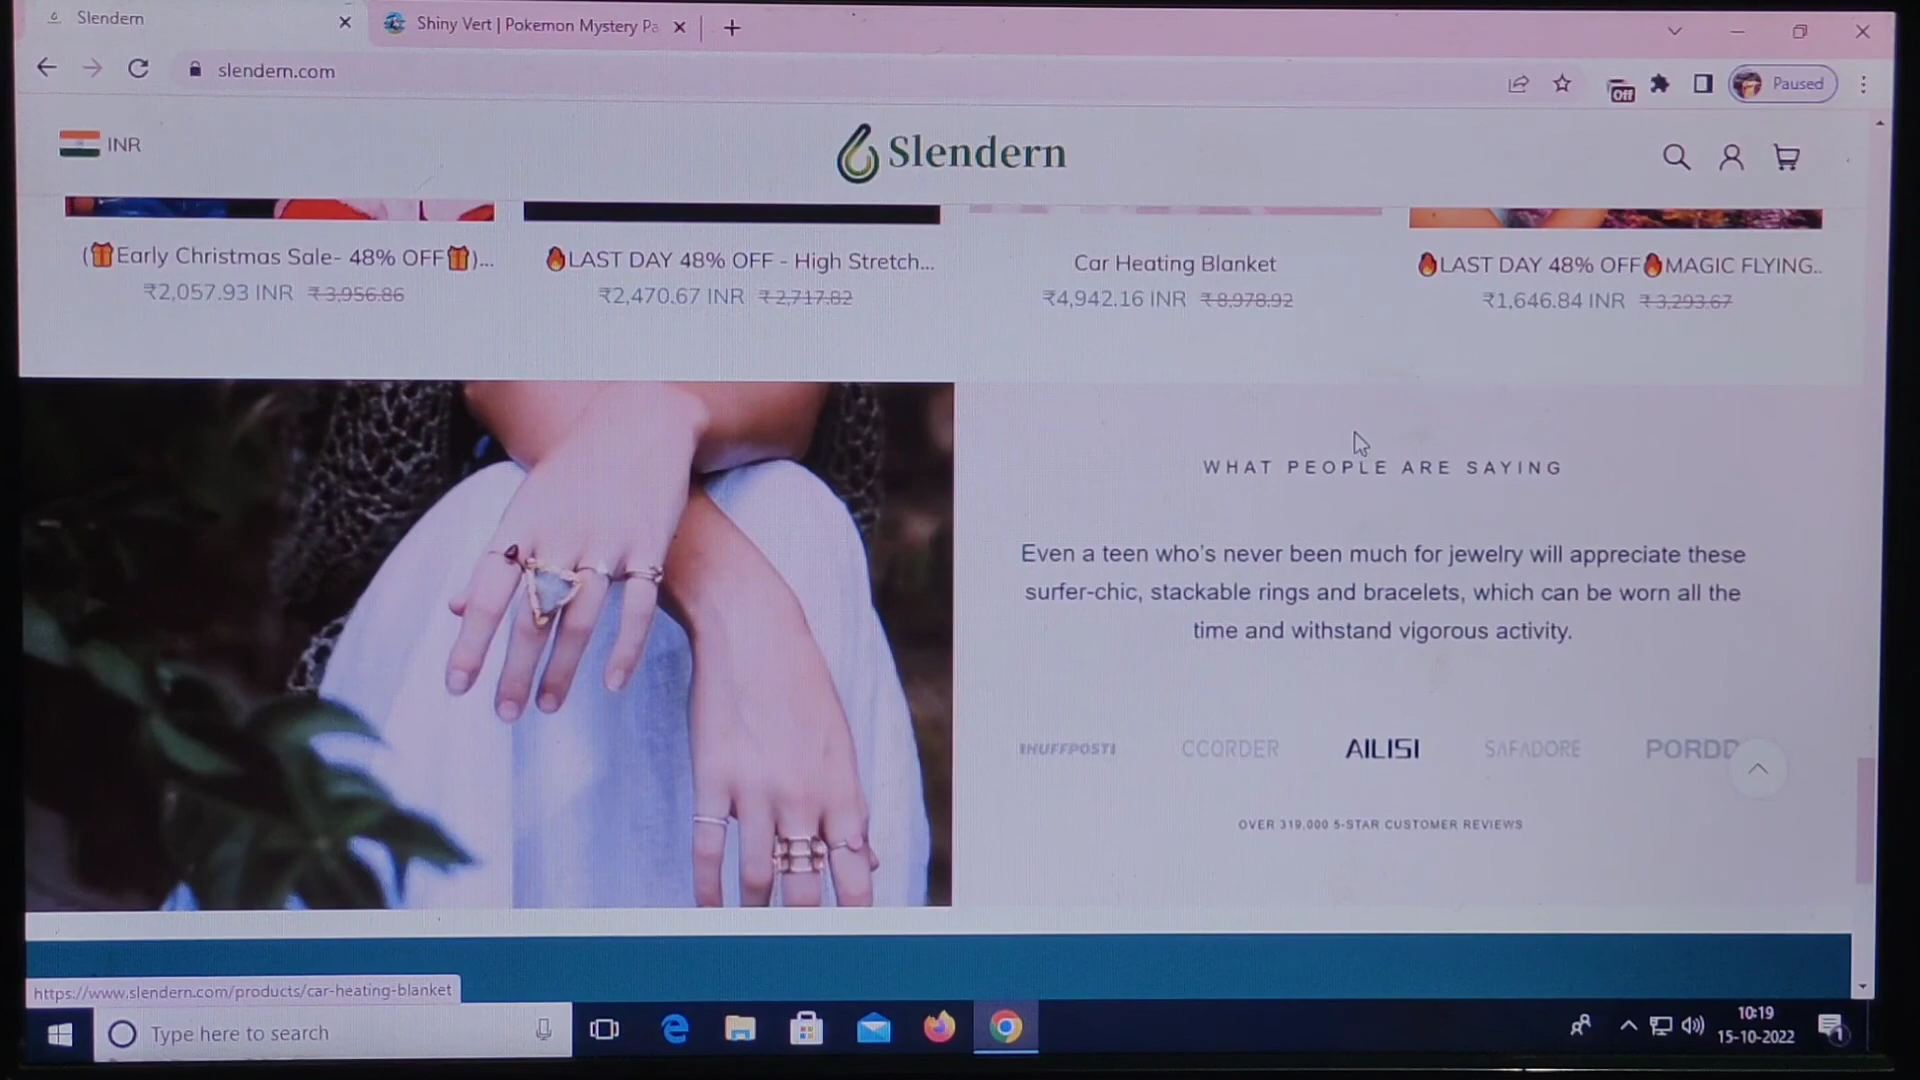 Slendern
Shiny Vert | Pokemon Mystery Pa
slendern.com
Off
Paused
INR
Slendern
(🎁Early Christmas Sale- 48% OFF🎁)...
₹2,057.93 INR ₹3,956.86
🔥LAST DAY 48% OFF - High Stretch...
₹2,470.67 INR ₹2,717.82
Car Heating Blanket
₹4,942.16 INR ₹8,978.92
🔥LAST DAY 48% OFF🔥MAGIC FLYING..
₹1,646.84 INR ₹3,293.67
WHAT PEOPLE ARE SAYING
Even a teen who's never been much for jewelry will appreciate these
surfer-chic, stackable rings and bracelets, which can be worn all the
time and withstand vigorous activity.
CCORDER AILISI SAFADORE PORDD
OVER 319,000 5-STAR CUSTOMER REVIEWS
https://www.slendern.com/products/car-heating-blanket
Type here to search
10:19
15-10-2022
1